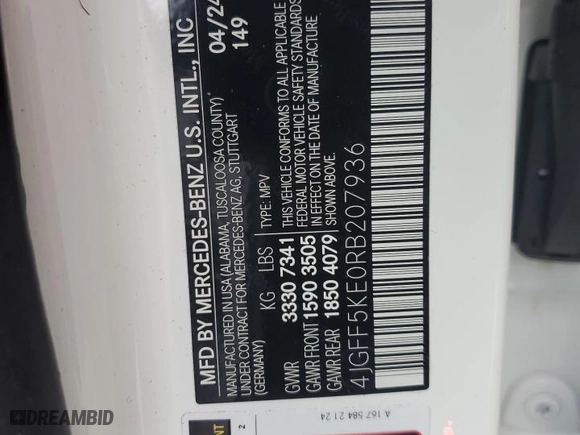 MFD BY MERCEDES-BENZ U.S. INTL., INC
04/24
149
MANUFACTURED IN USA (ALABAMA, TUSCALOOSA COUNTY)
UNDER CONTRACT FOR MERCEDES-BENZ AG, STUTTGART
(GERMANY)
KG LBS TYPE: MPV
GVWR 3330 7341
GAWR FRONT 1590 3505
GAWR REAR 1850 4079
THIS VEHICLE CONFORMS TO ALL APPLICABLE
FEDERAL MOTOR VEHICLE SAFETY STANDARDS
IN EFFECT ON THE DATE OF MANUFACTURE
SHOWN ABOVE.
4JGFF5KE0RB207936
A 167 584 21 24
2
DREAMBID